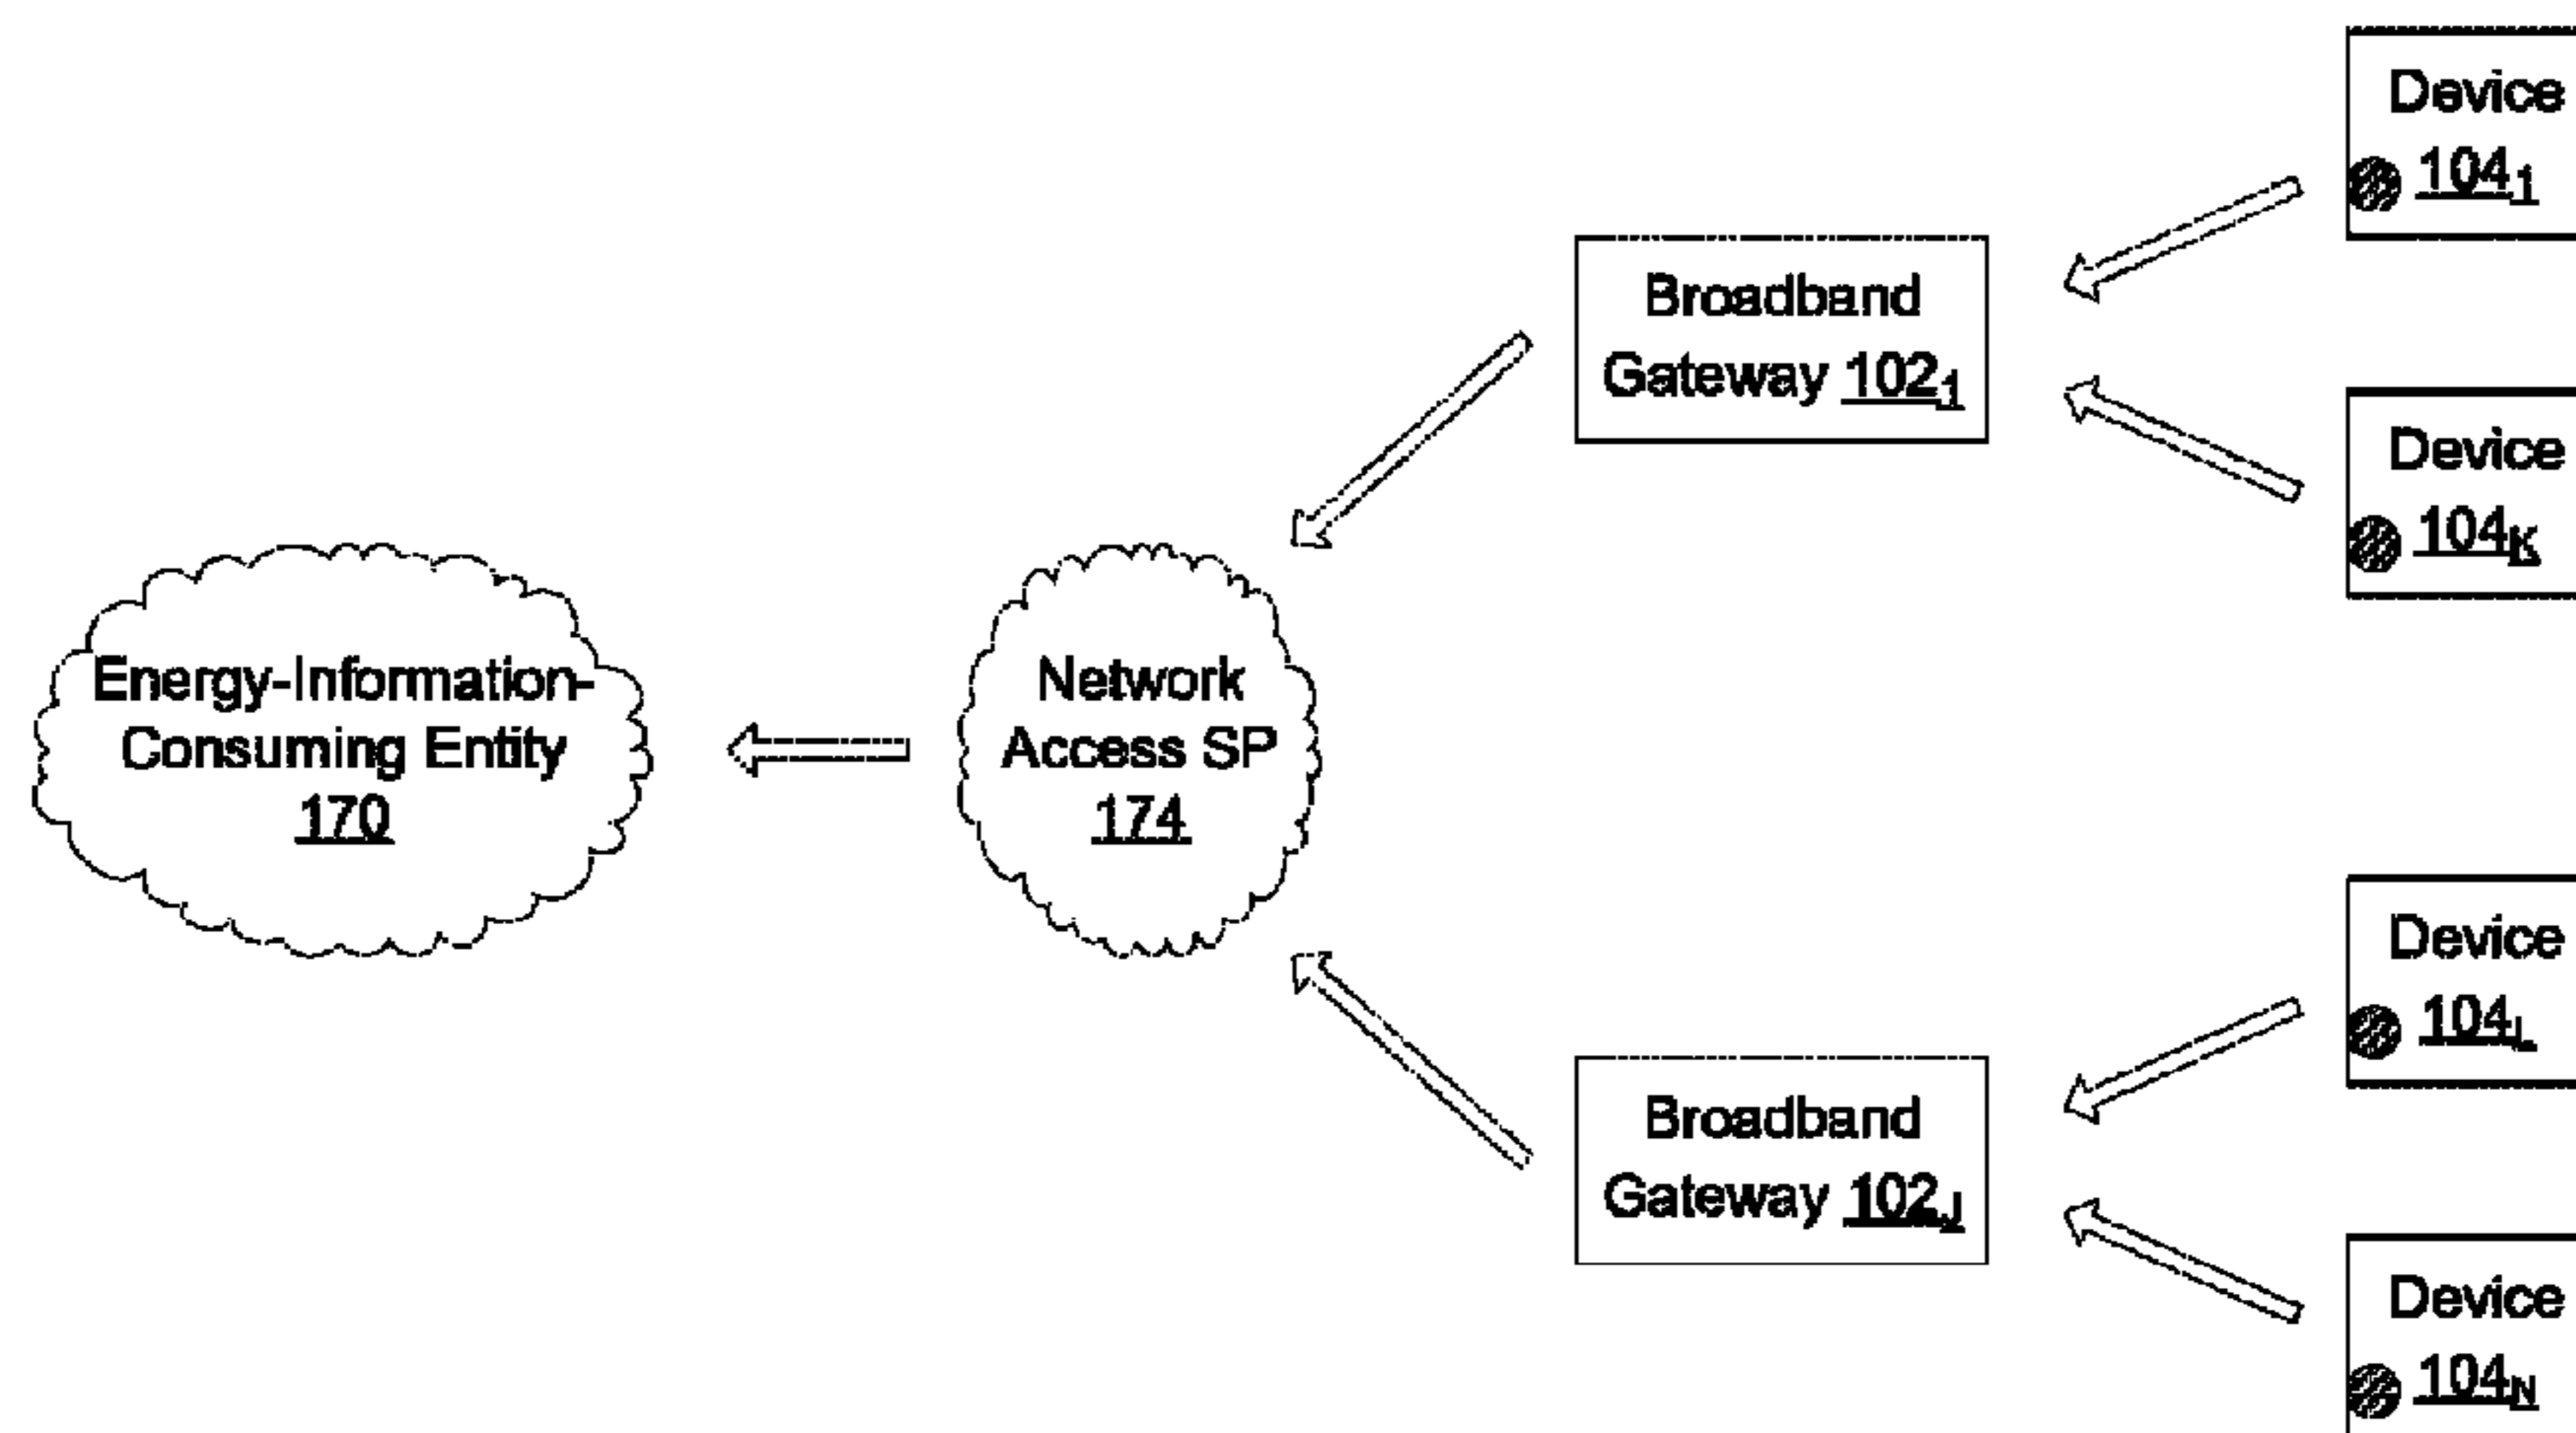 Device
104₁
Broadband
Gateway 102₁
Device
104K
Energy-Information-
Consuming Entity
170
Network
Access SP
174
Device
104L
Broadband
Gateway 102J
Device
104N